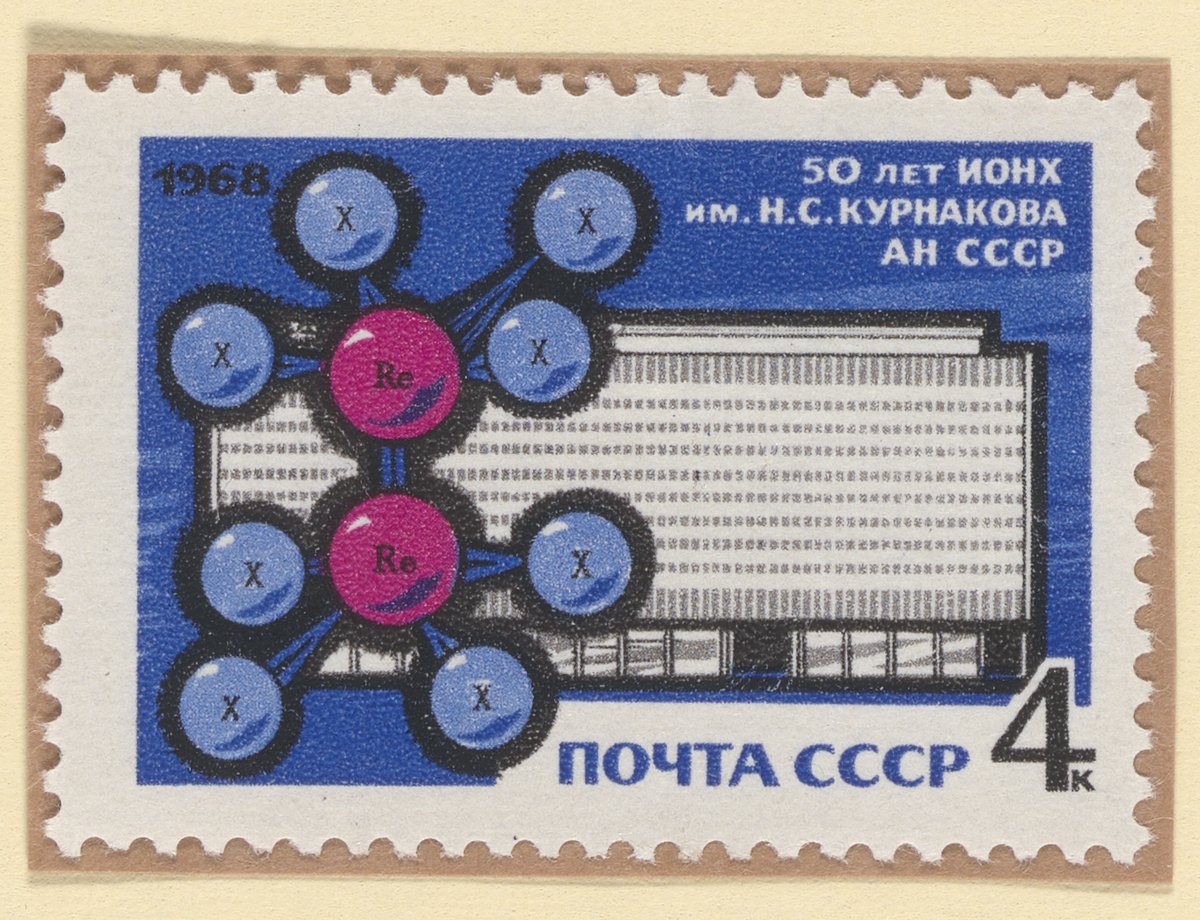 1968
50 лет ИОНХ
им. Н.С.КУРНАКОВА
АН СССР
X
X
X
Re
X
X
Re
X
X
X
ПОЧТА СССР
4к